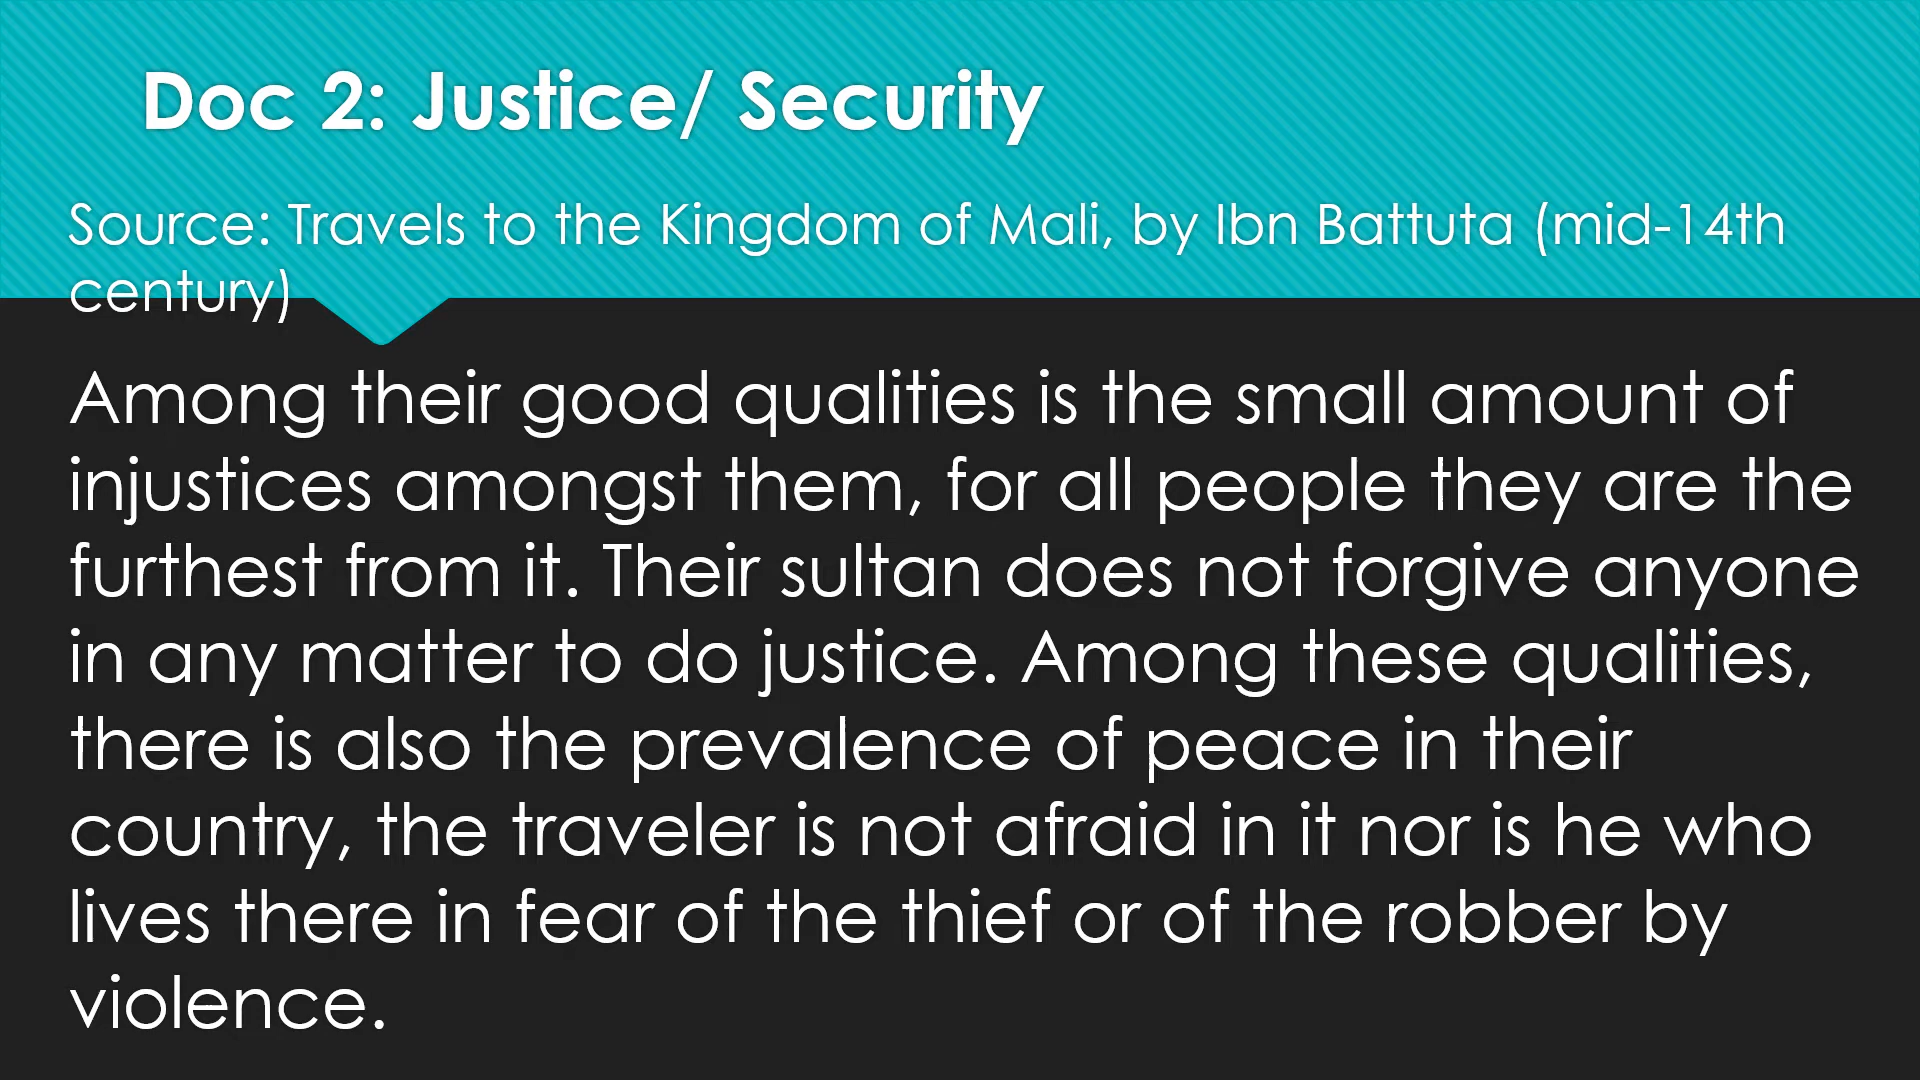 Doc 2: Justice/ Security
Source: Travels to the Kingdom of Mali, by Ibn Battuta (mid-14th
century)
Among their good qualities is the small amount of
injustices amongst them, for all people they are the
furthest from it. Their sultan does not forgive anyone
in any matter to do justice. Among these qualities,
there is also the prevalence of peace in their
country, the traveler is not afraid in it nor is he who
lives there in fear of the thief or of the robber by
violence.